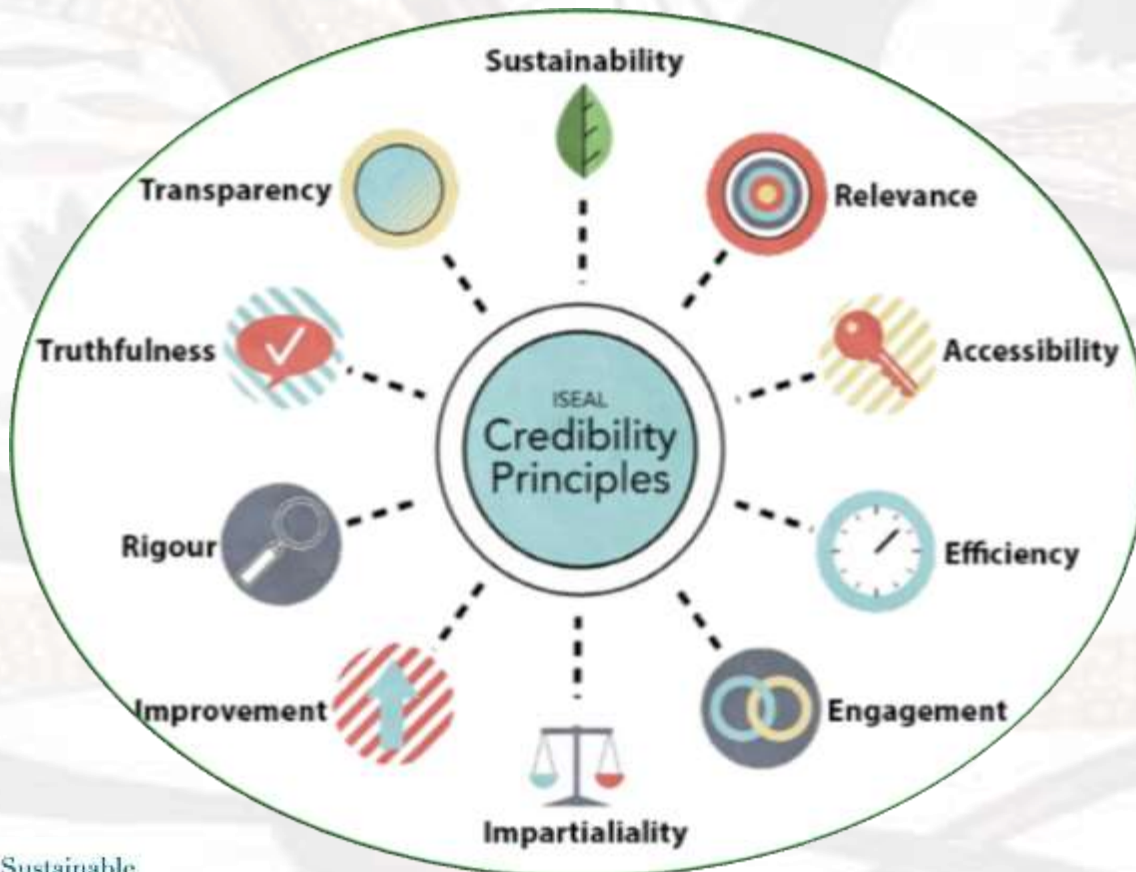 Sustainability
Transparency
Relevance
Truthfulness
Accessibility
ISEAL
Credibility
Principles
Rigour
Efficiency
Improvement
Engagement
Impartialiality
Sustainable